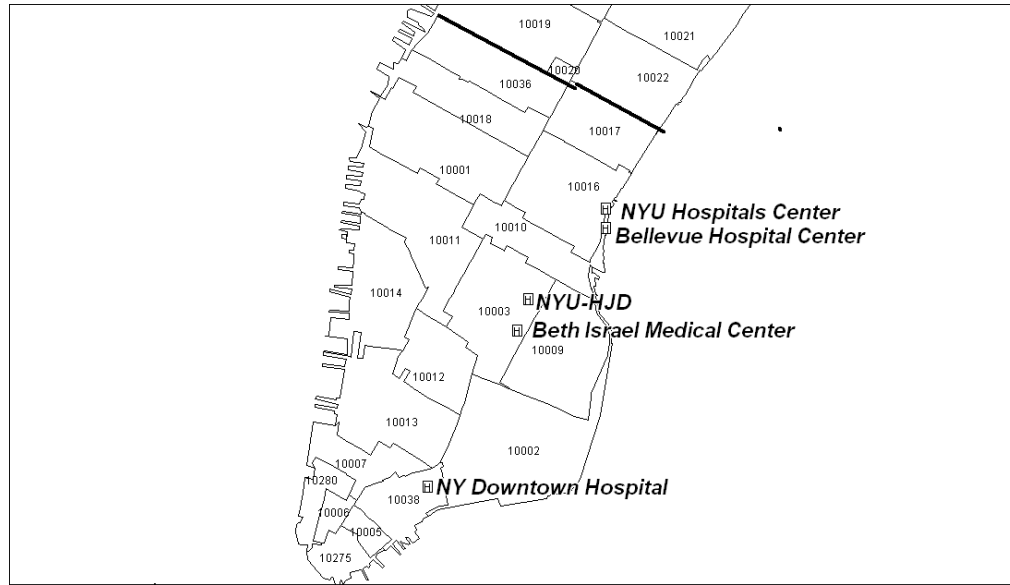 10019
10021
10020
10022
10036
10018
10017
10001
10016
NYU Hospitals Center
10010
Bellevue Hospital Center
10011
10014
NYU-HJD
10003
Beth Israel Medical Center
10009
10012
10013
10002
10007
10280
NY Downtown Hospital
10038
10006
10005
10275
H
H
H
H
H